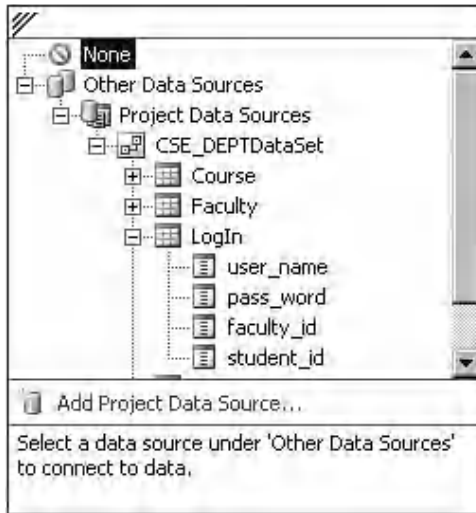 None
Other Data Sources
Project Data Sources
CSE_DEPTDataSet
Course
Faculty
LogIn
user_name
pass_word
faculty_id
student_id
Add Project Data Source...
Select a data source under 'Other Data Sources'
to connect to data.